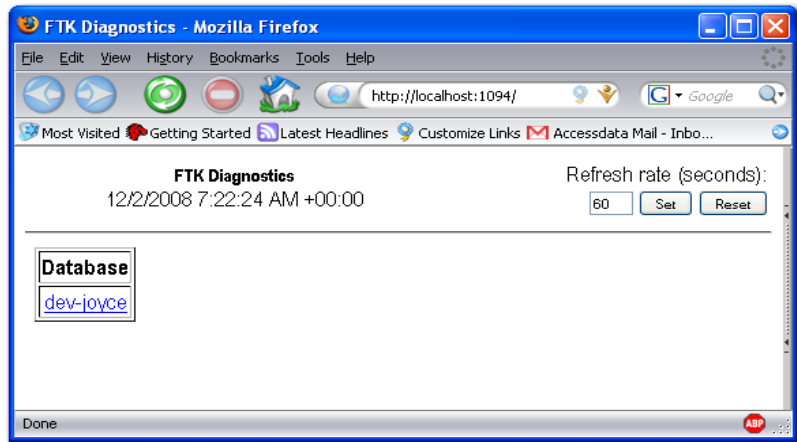 FTK Diagnostics - Mozilla Firefox
File Edit View History Bookmarks Tools Help
http://localhost:1094/ G Google
Most Visited Getting Started Latest Headlines Customize Links Accessdata Mail - Inbo...
FTK Diagnostics
12/2/2008 7:22:24 AM +00:00
Refresh rate (seconds):
60 Set Reset
Database
dev-joyce
Done ABP